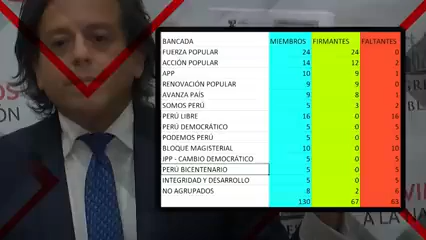 BANCADA MIEMBROS FIRMANTES FALTANTES
FUERZA POPULAR 24 24 0
ACCIÓN POPULAR 14 12 2
APP 10 9 1
RENOVACIÓN POPULAR 9 9 0
AVANZA PAÍS 9 8 1
SOMOS PERÚ 5 3 2
PERÚ LIBRE 16 0 16
PERÚ DEMOCRÁTICO 5 0 5
PODEMOS PERÚ 5 0 5
BLOQUE MAGISTERIAL 10 0 10
JPP - CAMBIO DEMOCRÁTICO 5 0 5
PERÚ BICENTENARIO 5 0 5
INTEGRIDAD Y DESARROLLO 5 0 5
NO AGRUPADOS 8 2 6
130 67 63
A LA NA